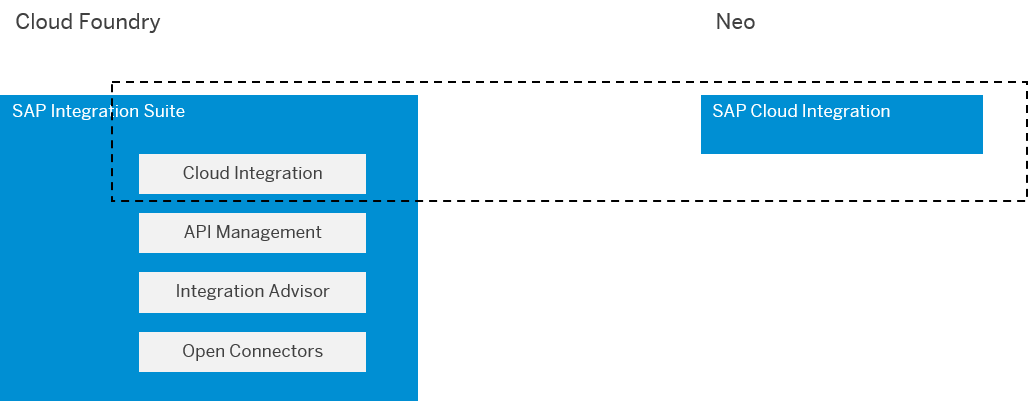 Cloud Foundry
Neo
SAP Integration Suite
SAP Cloud Integration
Cloud Integration
API Management
Integration Advisor
Open Connectors